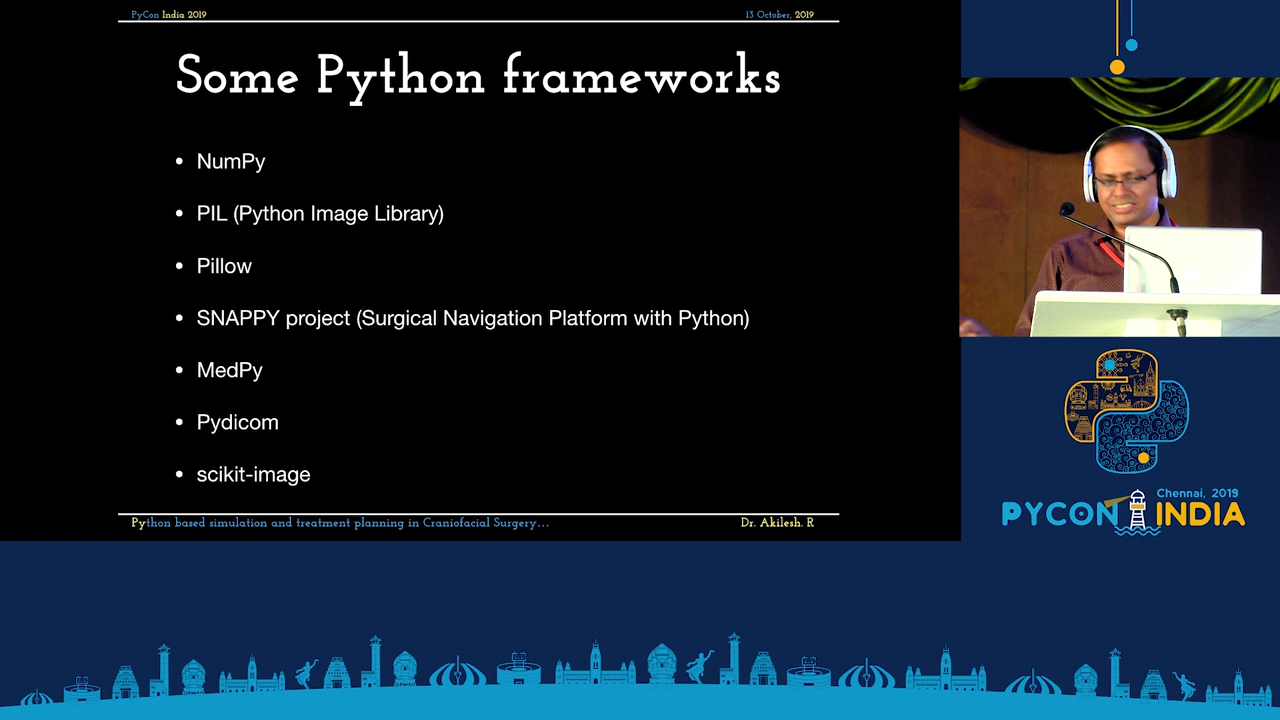 PyCon India 2019
13 October, 2019
Some Python frameworks
• NumPy
• PIL (Python Image Library)
• Pillow
• SNAPPY project (Surgical Navigation Platform with Python)
• MedPy
• Pydicom
• scikit-image
Python based simulation and treatment planning in Craniofacial Surgery...
Dr. Akilesh. R
Chennai, 2019
PYCON INDIA